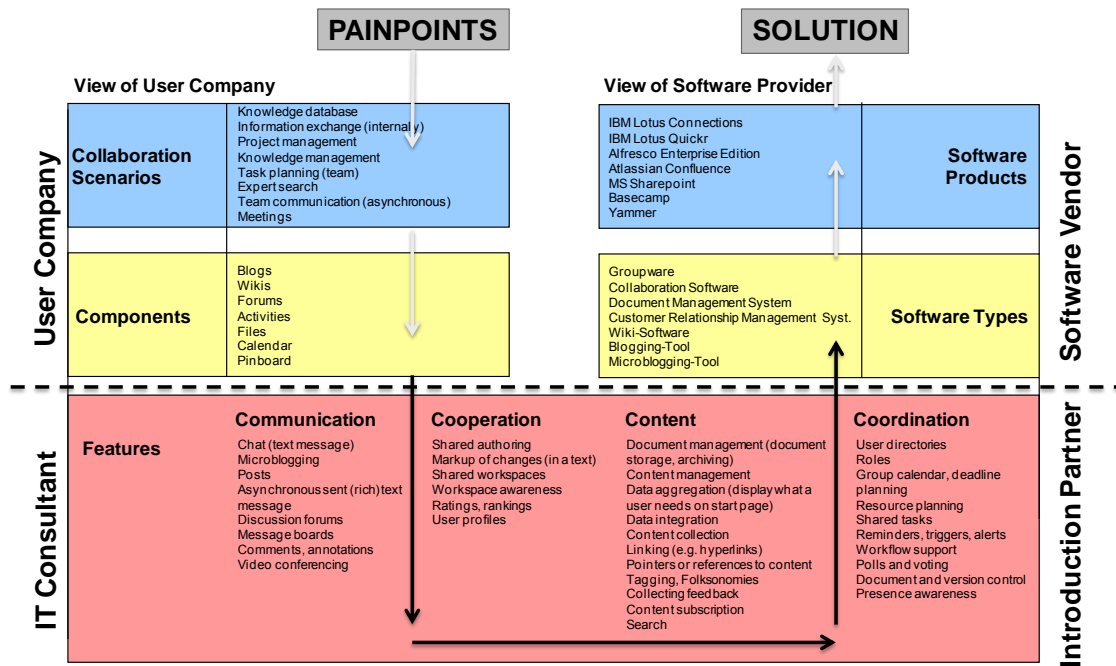 PAINPOINTS
SOLUTION
View of User Company
View of Software Provider
User Company
Collaboration
Scenarios
Knowledge database
Information exchange (internally)
Project management
Knowledge management
Task planning (team)
Expert search
Team communication (asynchronous)
Meetings
IBM Lotus Connections
IBM Lotus Quickr
Alfresco Enterprise Edition
Atlassian Confluence
MS Sharepoint
Basecamp
Yammer
Software
Products
Software Vendor
Components
Blogs
Wikis
Forums
Activities
Files
Calendar
Pinboard
Groupware
Collaboration Software
Document Management System
Customer Relationship Management Syst.
Wiki-Software
Blogging-Tool
Microblogging-Tool
Software Types
IT Consultant
Features
Communication
Chat (text message)
Microblogging
Posts
Asynchronous sent (rich) text
message
Discussion forums
Message boards
Comments, annotations
Video conferencing
Cooperation
Shared authoring
Markup of changes (in a text)
Shared workspaces
Workspace awareness
Ratings, rankings
User profiles
Content
Document management (document
storage, archiving)
Content management
Data aggregation (display what a
user needs on start page)
Data integration
Content collection
Linking (e.g. hyperlinks)
Pointers or references to content
Tagging, Folksonomies
Collecting feedback
Content subscription
Search
Coordination
User directories
Roles
Group calendar, deadline
planning
Resource planning
Shared tasks
Reminders, triggers, alerts
Workflow support
Polls and voting
Document and version control
Presence awareness
Introduction Partner